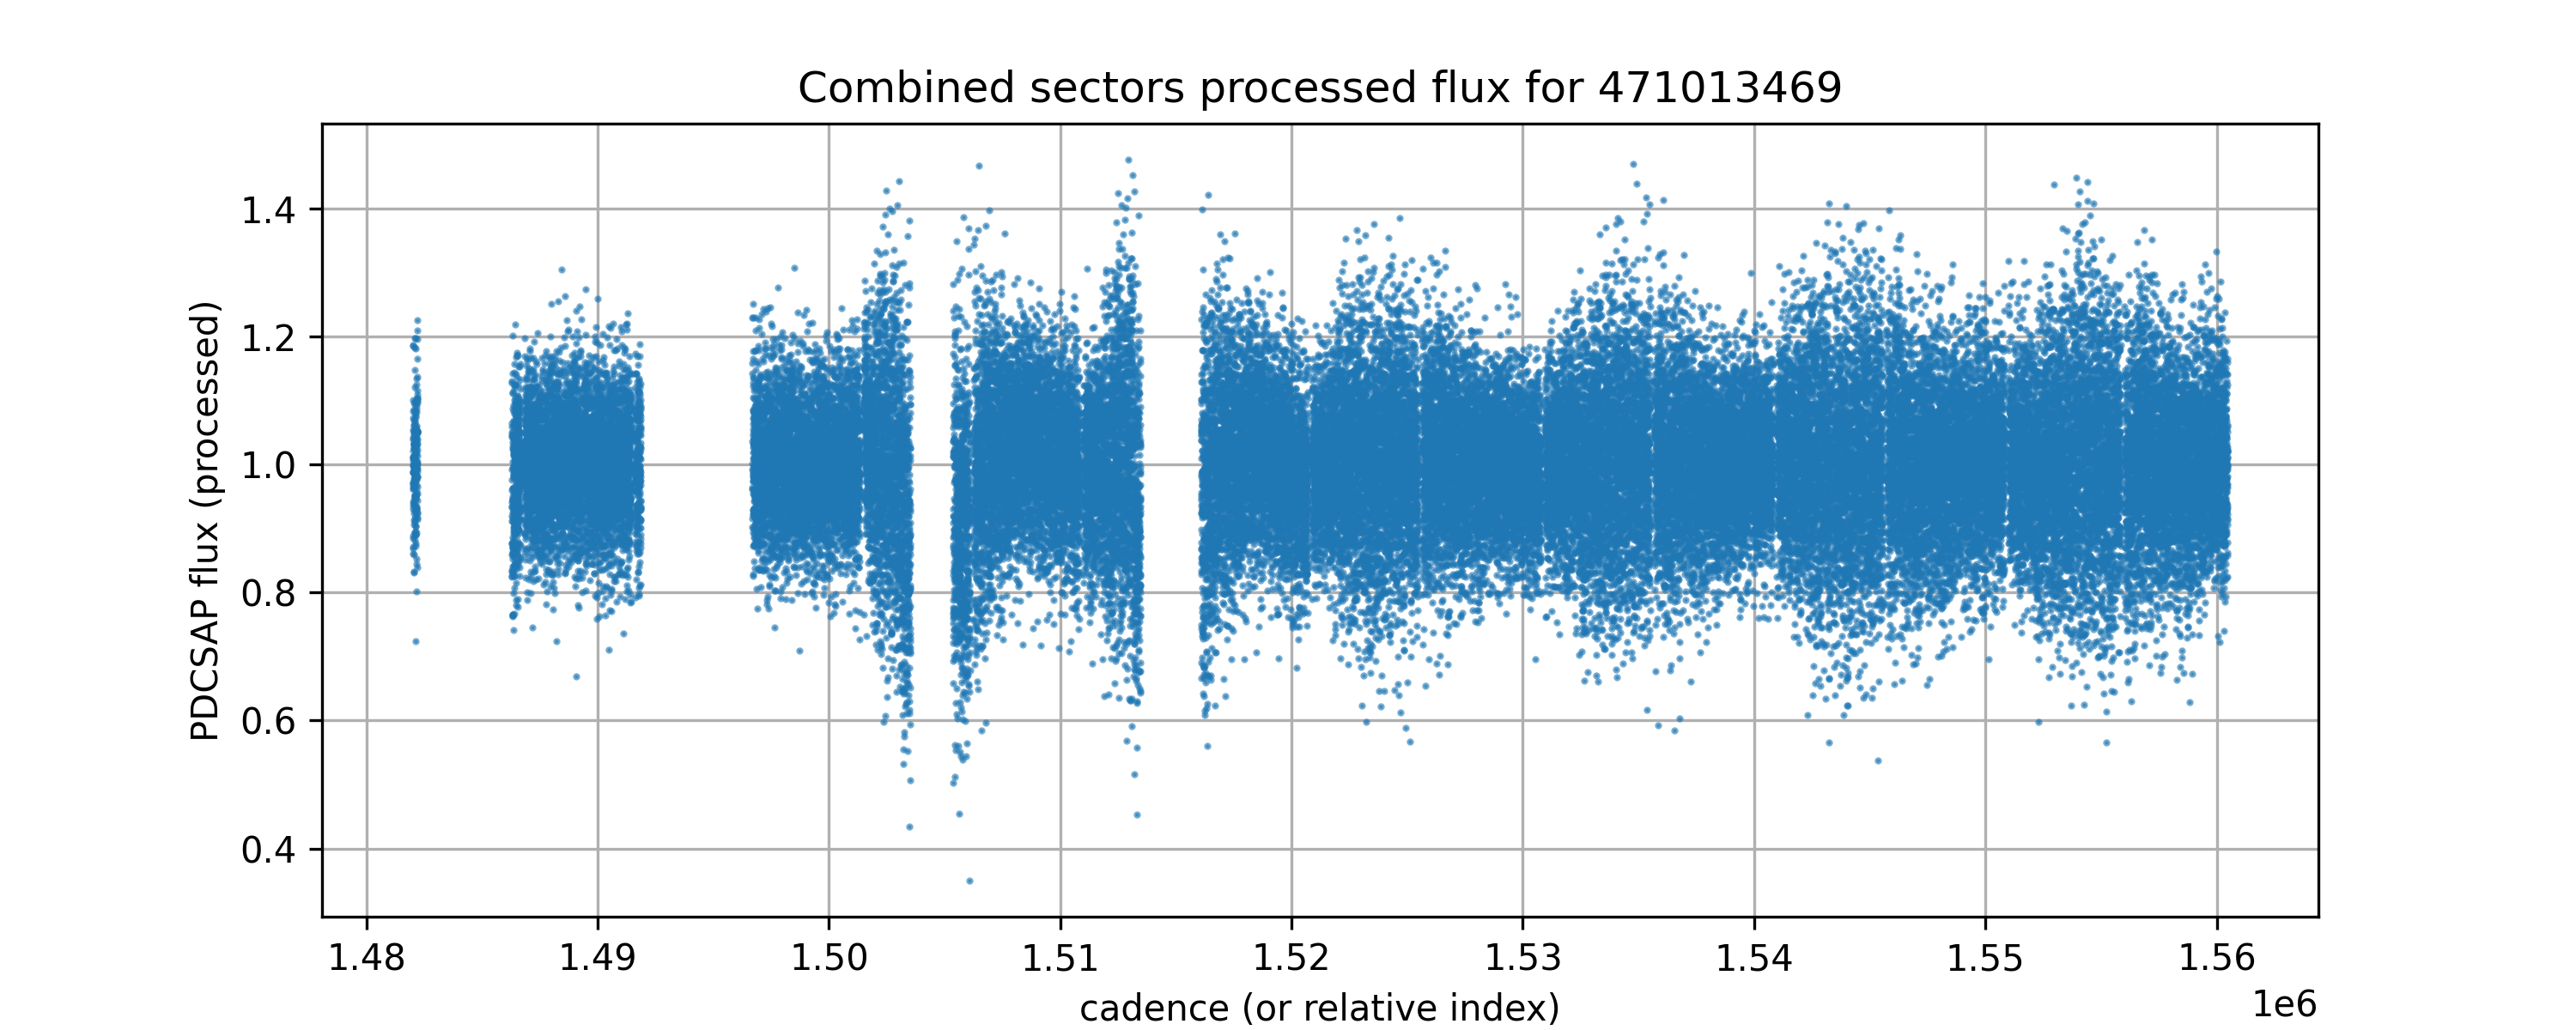 Combined sectors processed flux for 471013469
PDCSAP flux (processed)
1.4
1.2
1.0
0.8
0.6
0.4
1.48 1.49 1.50 1.51 1.52 1.53 1.54 1.55 1.56
1e6
cadence (or relative index)